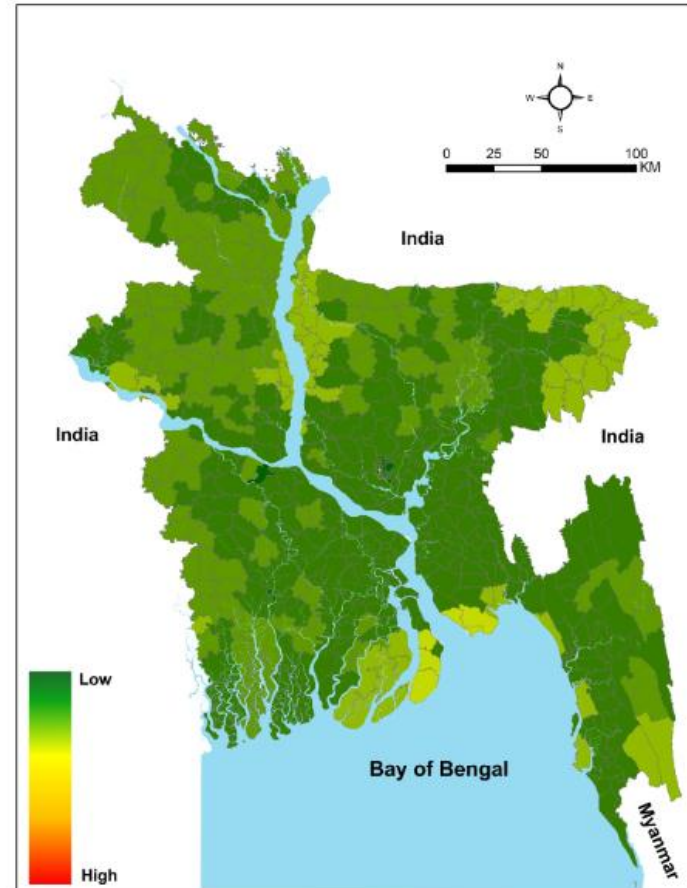 N
W E
S
0 25 50 100
KM
India
India
India
Low
High
Bay of Bengal
Myanmar